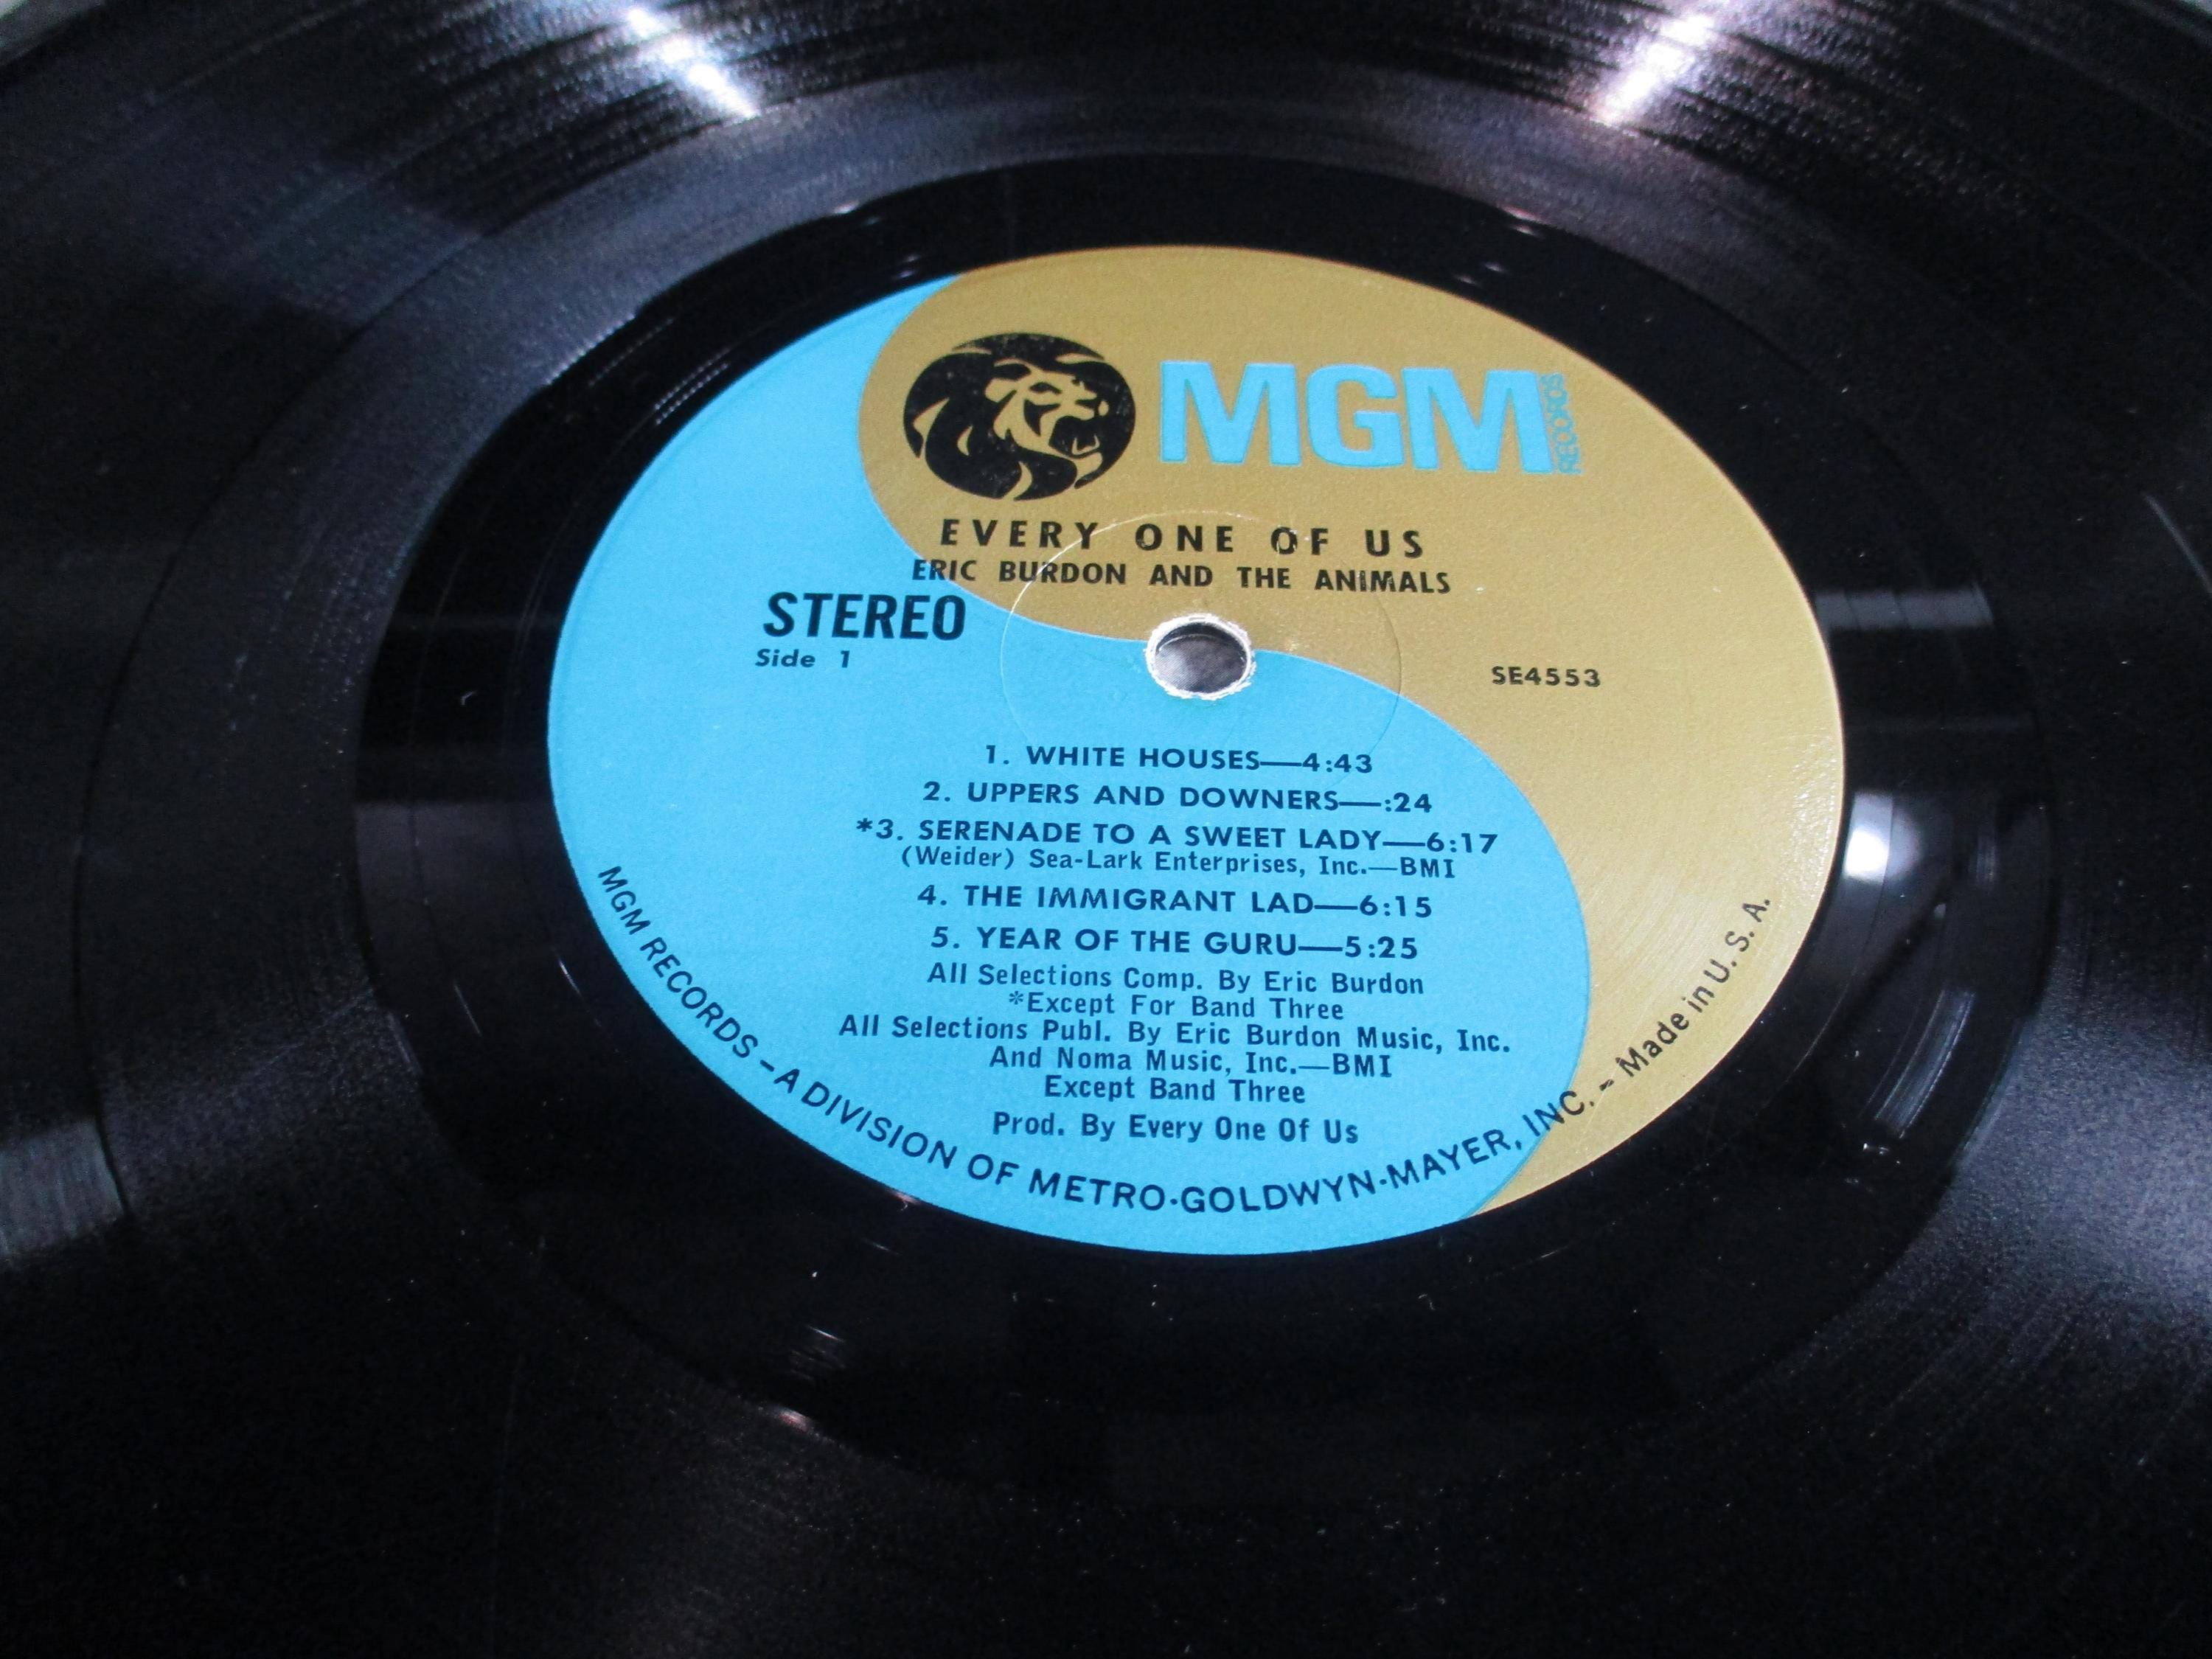 MGM RECORDS
EVERY ONE OF US
ERIC BURDON AND THE ANIMALS
STEREO
Side 1
SE4553
1. WHITE HOUSES—4:43
2. UPPERS AND DOWNERS—:24
*3. SERENADE TO A SWEET LADY—6:17
(Weider) Sea-Lark Enterprises, Inc.—BMI
4. THE IMMIGRANT LAD—6:15
5. YEAR OF THE GURU—5:25
All Selections Comp. By Eric Burdon
*Except For Band Three
All Selections Publ. By Eric Burdon Music, Inc.
And Noma Music, Inc.—BMI
Except Band Three
Prod. By Every One Of Us
MGM RECORDS – A DIVISION OF METRO·GOLDWYN·MAYER, INC. – Made in U. S. A.